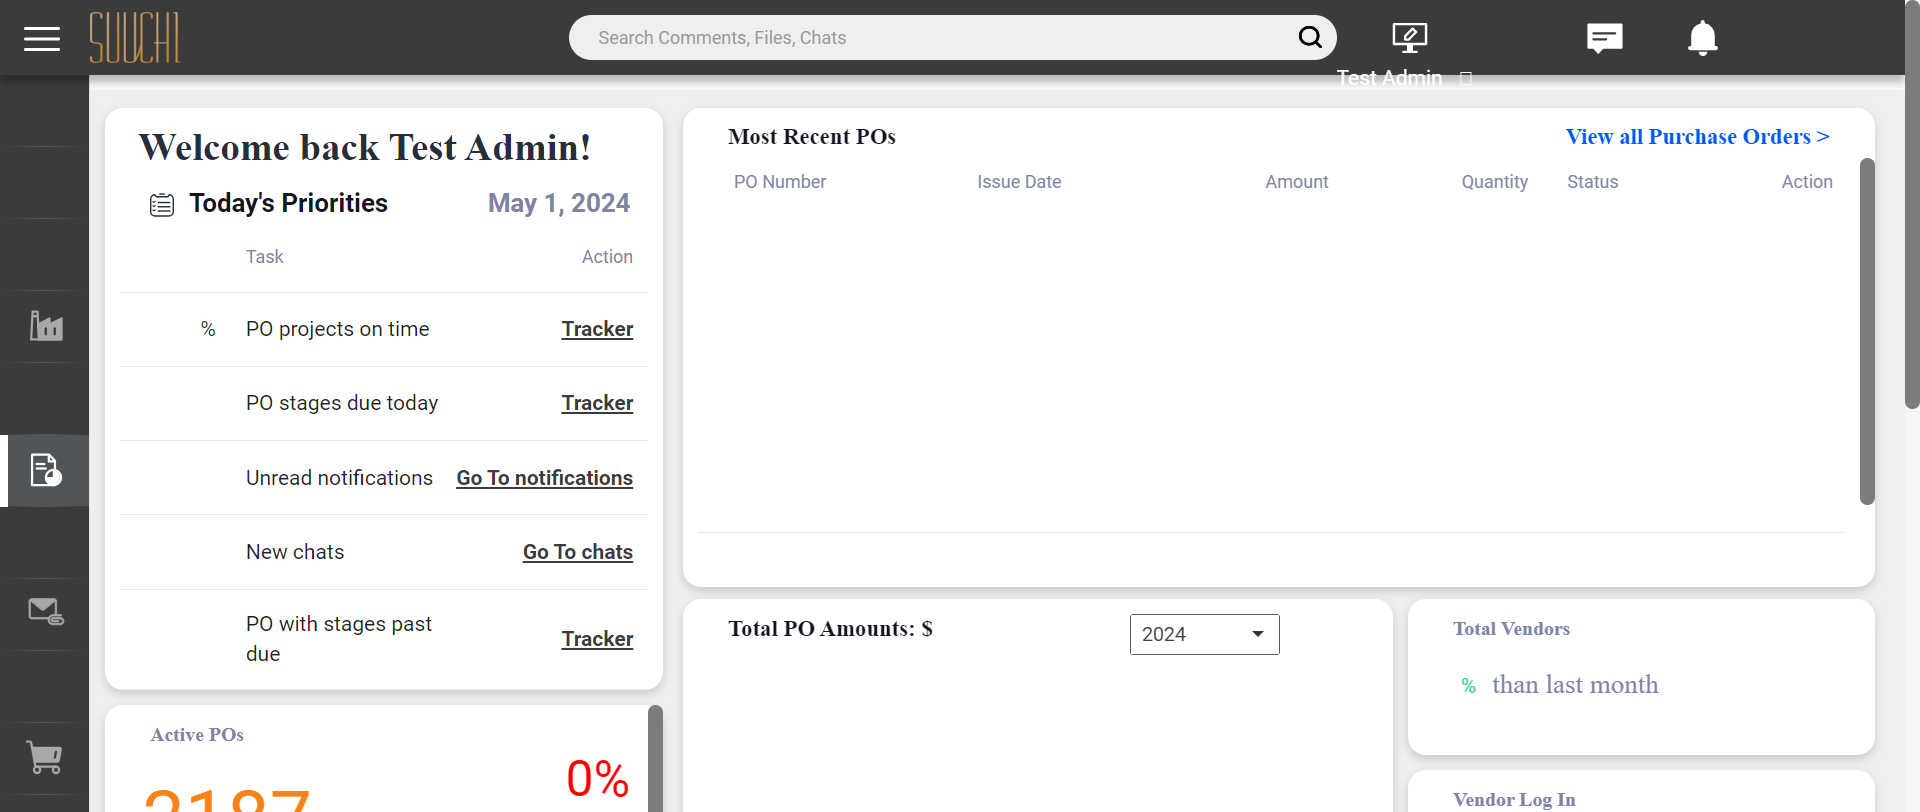 SUUCHI
Search Comments, Files, Chats
Test Admin
Welcome back Test Admin!
Today's Priorities
May 1, 2024
Task
Action
% PO projects on time
Tracker
PO stages due today
Tracker
Unread notifications
Go To notifications
New chats
Go To chats
PO with stages past
due
Tracker
Active POs
0%
2187
Most Recent POs
View all Purchase Orders >
PO Number
Issue Date
Amount
Quantity
Status
Action
Total PO Amounts: $
2024
Total Vendors
% than last month
Vendor Log In